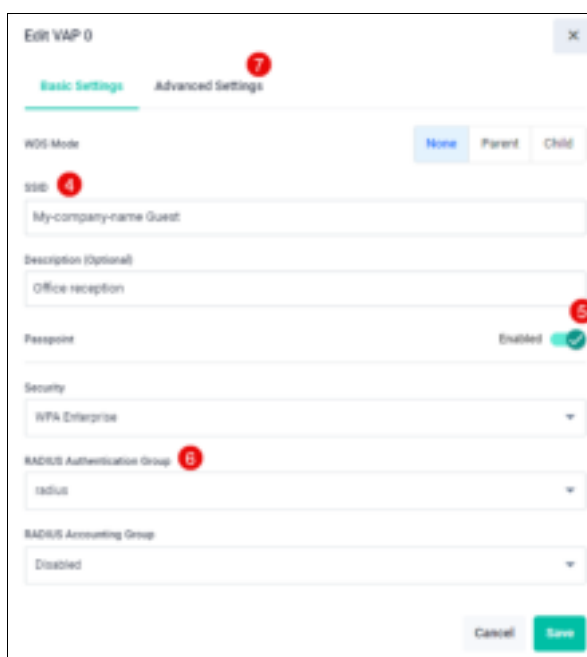 Edit VAP 0
7
Basic Settings Advanced Settings
WDS Mode None Parent Child
SSID 4
My-company-name Guest
Description (Optional)
Office reception
5
Passpoint Enabled
Security
WPA Enterprise
RADIUS Authentication Group 6
radius
RADIUS Accounting Group
Disabled
Cancel Save